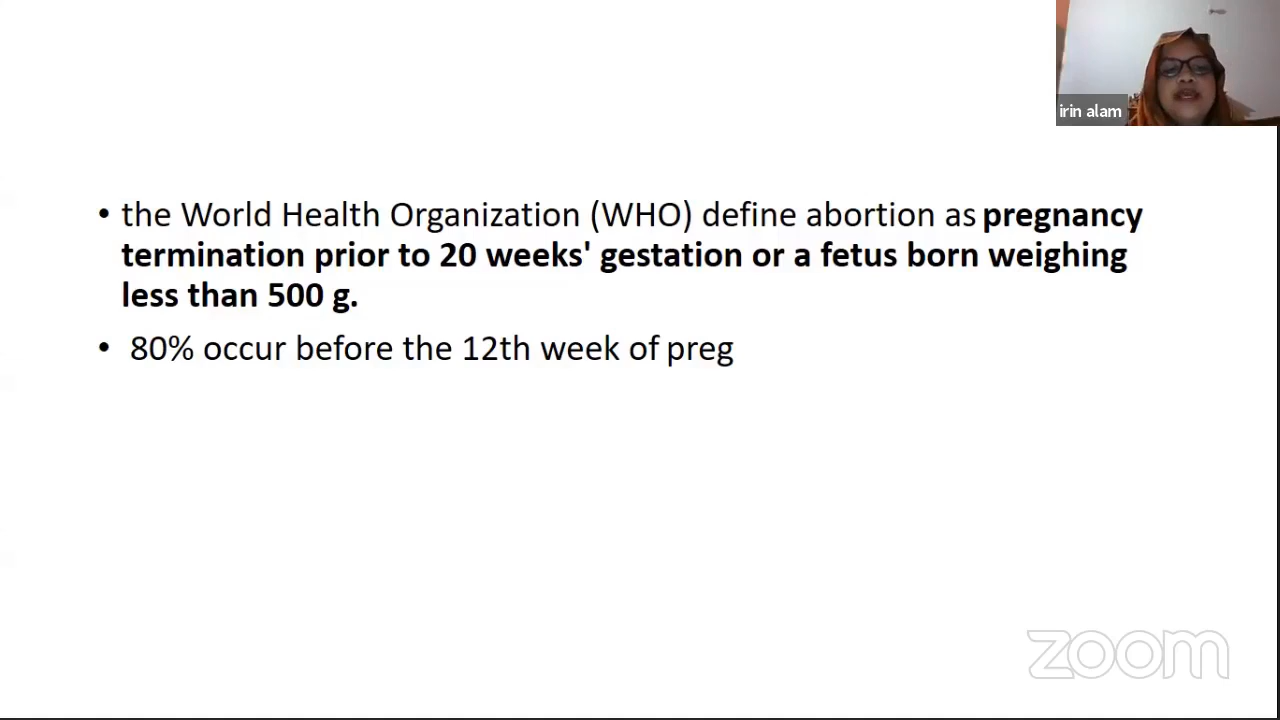 irin alam
• the World Health Organization (WHO) define abortion as pregnancy
termination prior to 20 weeks' gestation or a fetus born weighing
less than 500 g.
• 80% occur before the 12th week of preg
zoom